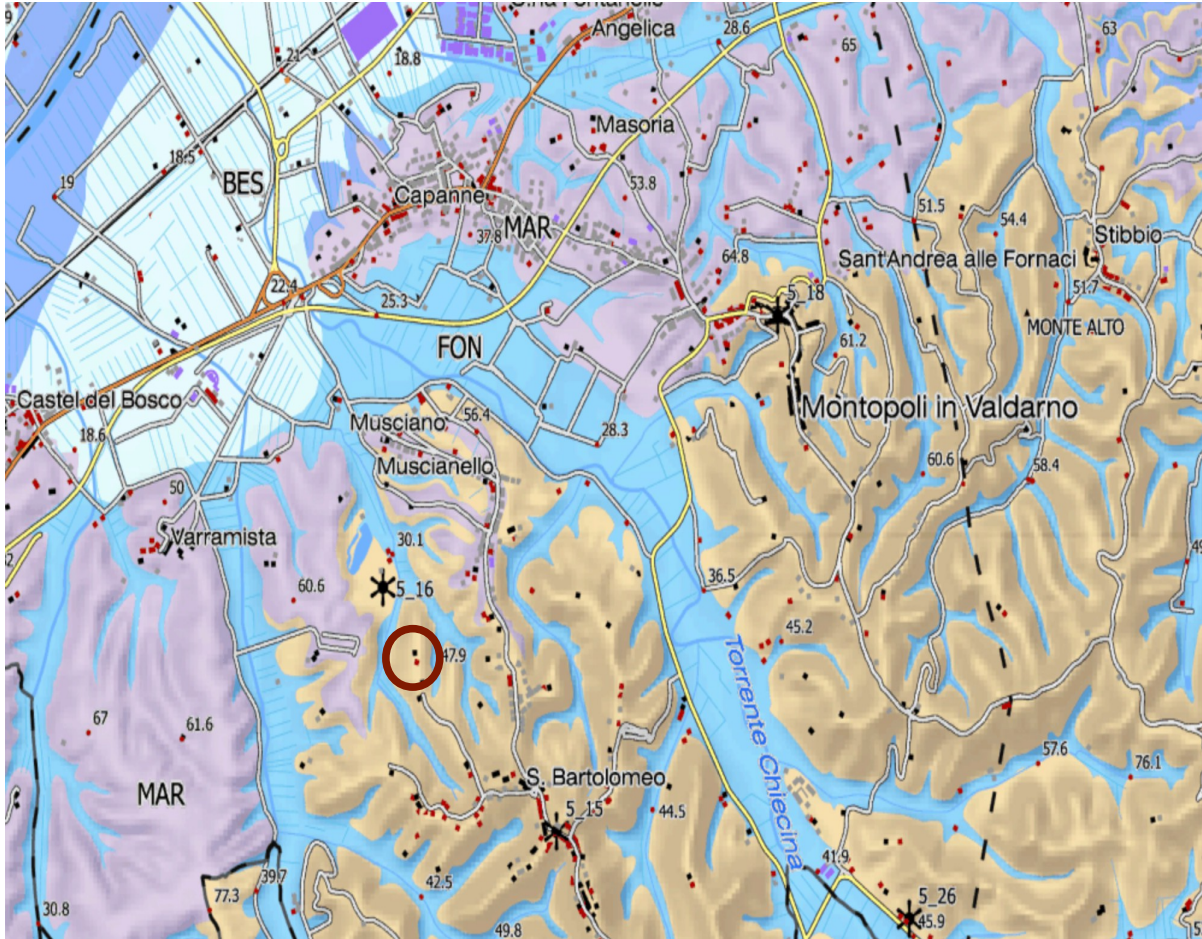 Angelica
28.6
65
63
21
18.8
18.5
Masoria
19
BES
Capanne
53.8
MAR
37.8
51.5
54.4
Stibbio
64.8
Sant'Andrea alle Fornaci
22.4
25.3
5_18
51.7
MONTE ALTO
61.2
FON
Castel del Bosco
Musciano
56.4
Montopoli in Valdarno
18.6
28.3
Muscianello
60.6
58.4
50
Varramista
30.1
36.5
60.6
5_16
45.2
47.9
Torrente Chiecina
67
61.6
57.6
76.1
S. Bartolomeo
MAR
5_15
44.5
41.9
42.5
39.7
77.3
5_26
30.8
49.8
45.9